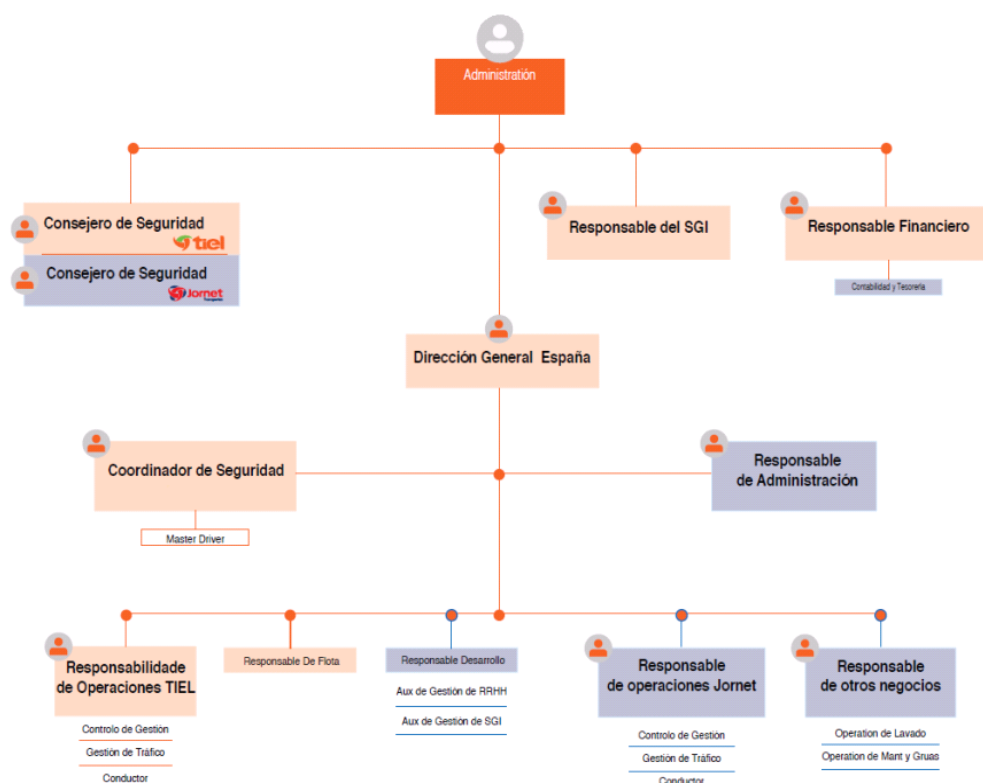 Administratión
Consejero de Seguridad
tiel
Consejero de Seguridad
Jornet
Responsable del SGI
Responsable Financiero
Contabilidad y Tesorería
Dirección General España
Coordinador de Seguridad
Master Driver
Responsable
de Administración
Responsabilidade
de Operaciones TIEL
Controlo de Gestión
Gestión de Tráfico
Conductor
Responsable De Flota
Responsable Desarrollo
Aux de Gestión de RRHH
Aux de Gestión de SGI
Responsable
de operaciones Jornet
Controlo de Gestión
Gestión de Tráfico
Conductor
Responsable
de otros negocios
Operation de Lavado
Operation de Mant y Gruas